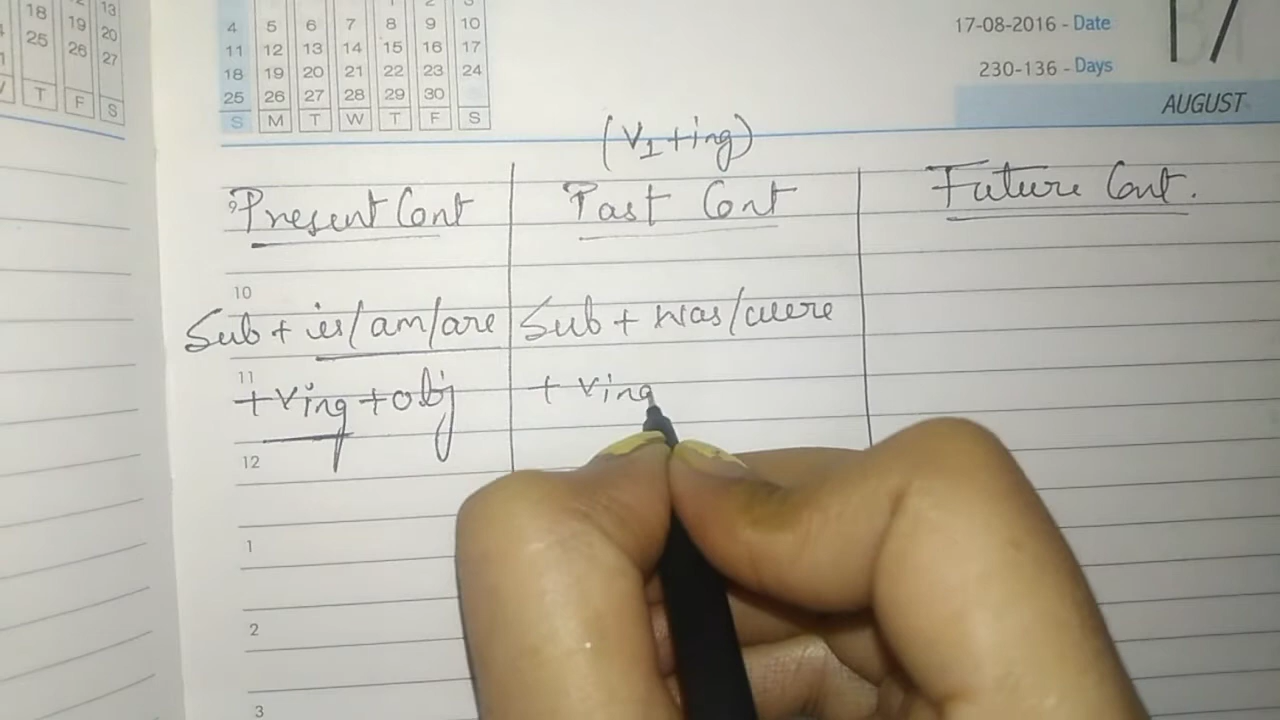 18 19 20
25 26 27
T F S
4 5 6 7 8 9 10
11 12 13 14 15 16 17
18 19 20 21 22 23 24
25 26 27 28 29 30
S M T W T F S
17-08-2016 - Date
230-136 - Days
AUGUST
(V1+ing)
Present Cont
Past Cont
Future Cont.
10
Sub + is/am/are
Sub + was/were
11
+ving+obj
+ ving
12
1
2
3